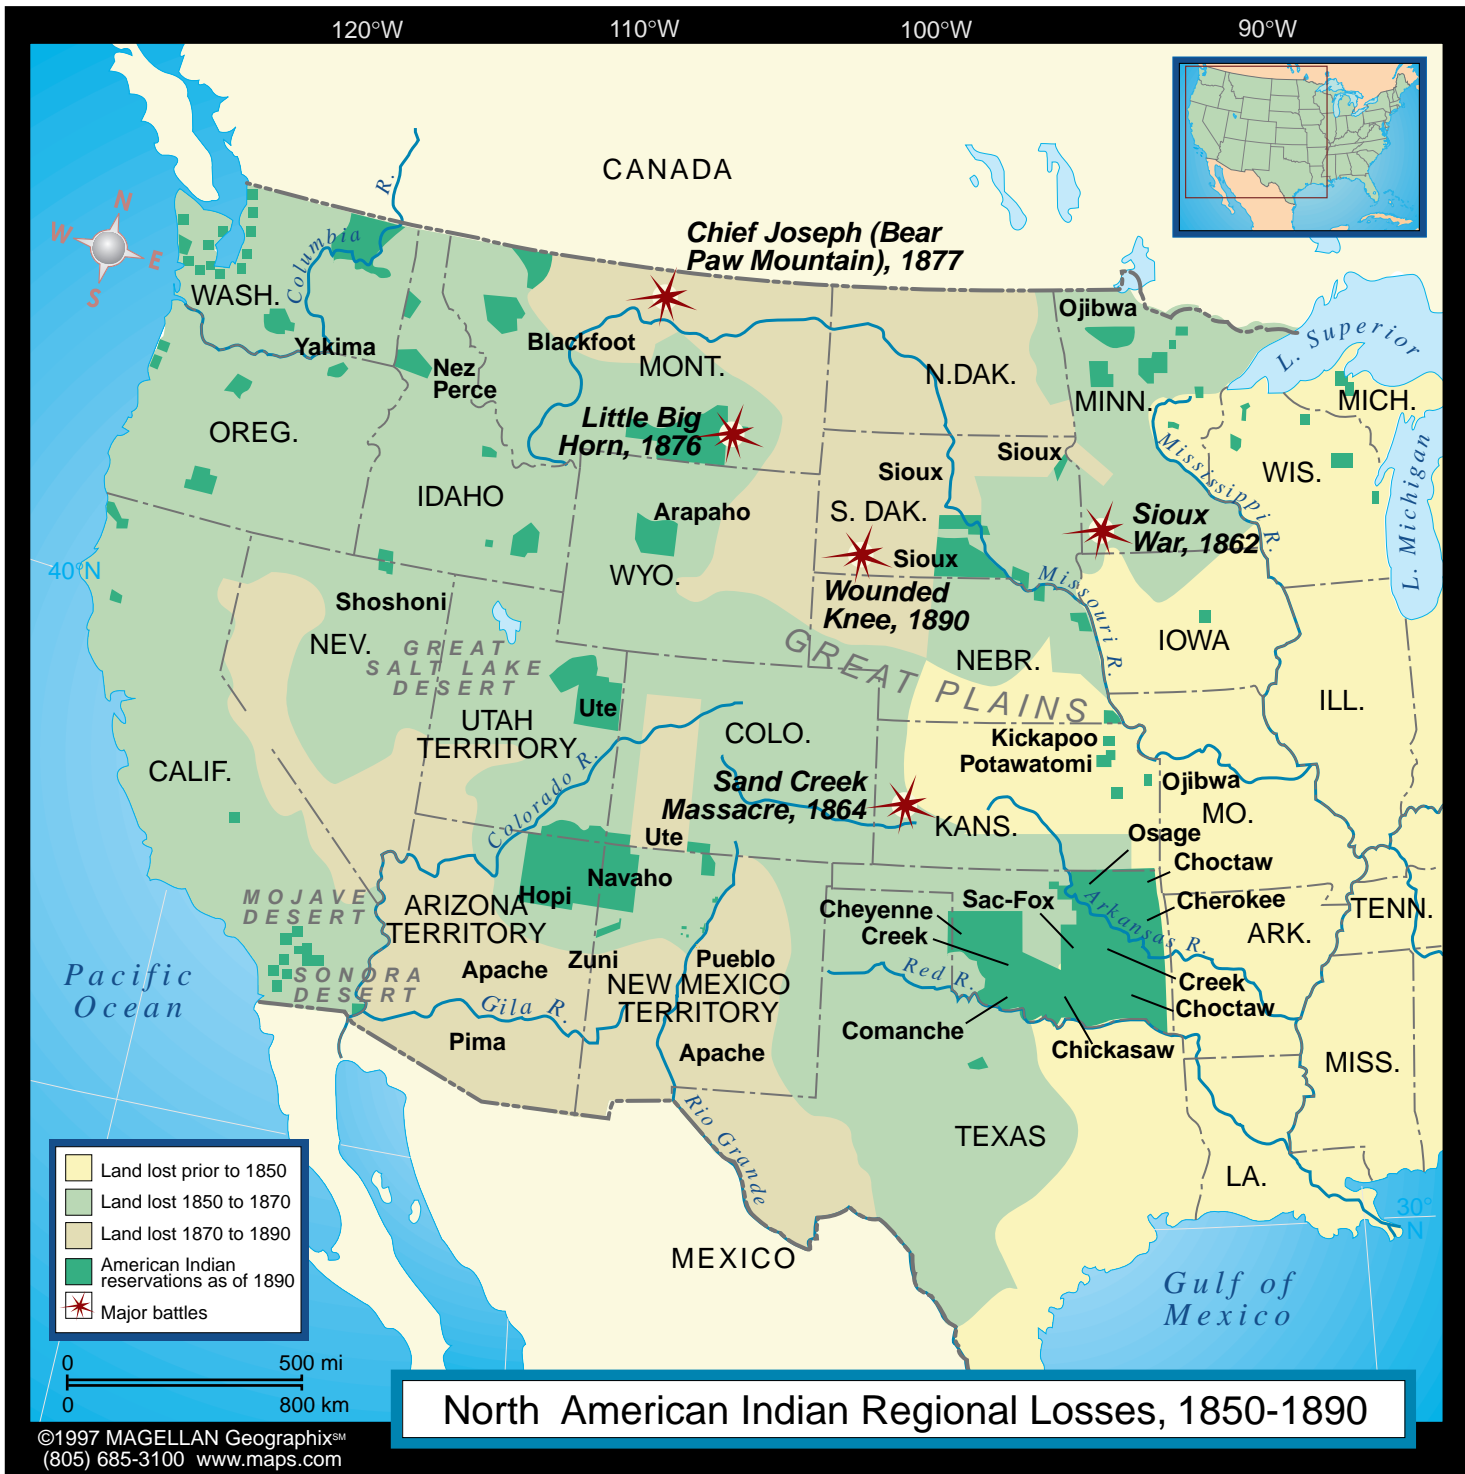 120°W
110°W
100°W
90°W
CANADA
N
W
E
S
Columbia
R.
Chief Joseph (Bear
Paw Mountain), 1877
WASH.
Ojibwa
L. Superior
Yakima
Blackfoot
MONT.
Nez
Perce
N.DAK.
MINN.
MICH.
OREG.
Little Big
Horn, 1876
Sioux
Sioux
WIS.
Mississippi R.
L. Michigan
IDAHO
Arapaho
S. DAK.
Sioux
War, 1862
40°N
WYO.
Sioux
Wounded
Knee, 1890
Missouri R.
Shoshoni
NEV.
GREAT
SALT LAKE
DESERT
GREAT PLAINS
NEBR.
IOWA
Ute
UTAH
TERRITORY
COLO.
ILL.
Kickapoo
Potawatomi
CALIF.
Colorado R.
Sand Creek
Massacre, 1864
Ojibwa
MO.
KANS.
Ute
Osage
Choctaw
MOJAVE
DESERT
Hopi
Navaho
ARIZONA
TERRITORY
Cheyenne
Creek
Sac-Fox
Arkansas R.
Cherokee
TENN.
ARK.
Pacific
Ocean
SONORA
DESERT
Apache
Zuni
Pueblo
NEW MEXICO
TERRITORY
Red R.
Creek
Choctaw
Gila R.
Pima
Apache
Comanche
Chickasaw
MISS.
Rio Grande
TEXAS
LA.
30°
N
MEXICO
Gulf of
Mexico
Land lost prior to 1850
Land lost 1850 to 1870
Land lost 1870 to 1890
American Indian
reservations as of 1890
Major battles
0
500 mi
0
800 km
North American Indian Regional Losses, 1850-1890
©1997 MAGELLAN Geographix℠
(805) 685-3100 www.maps.com